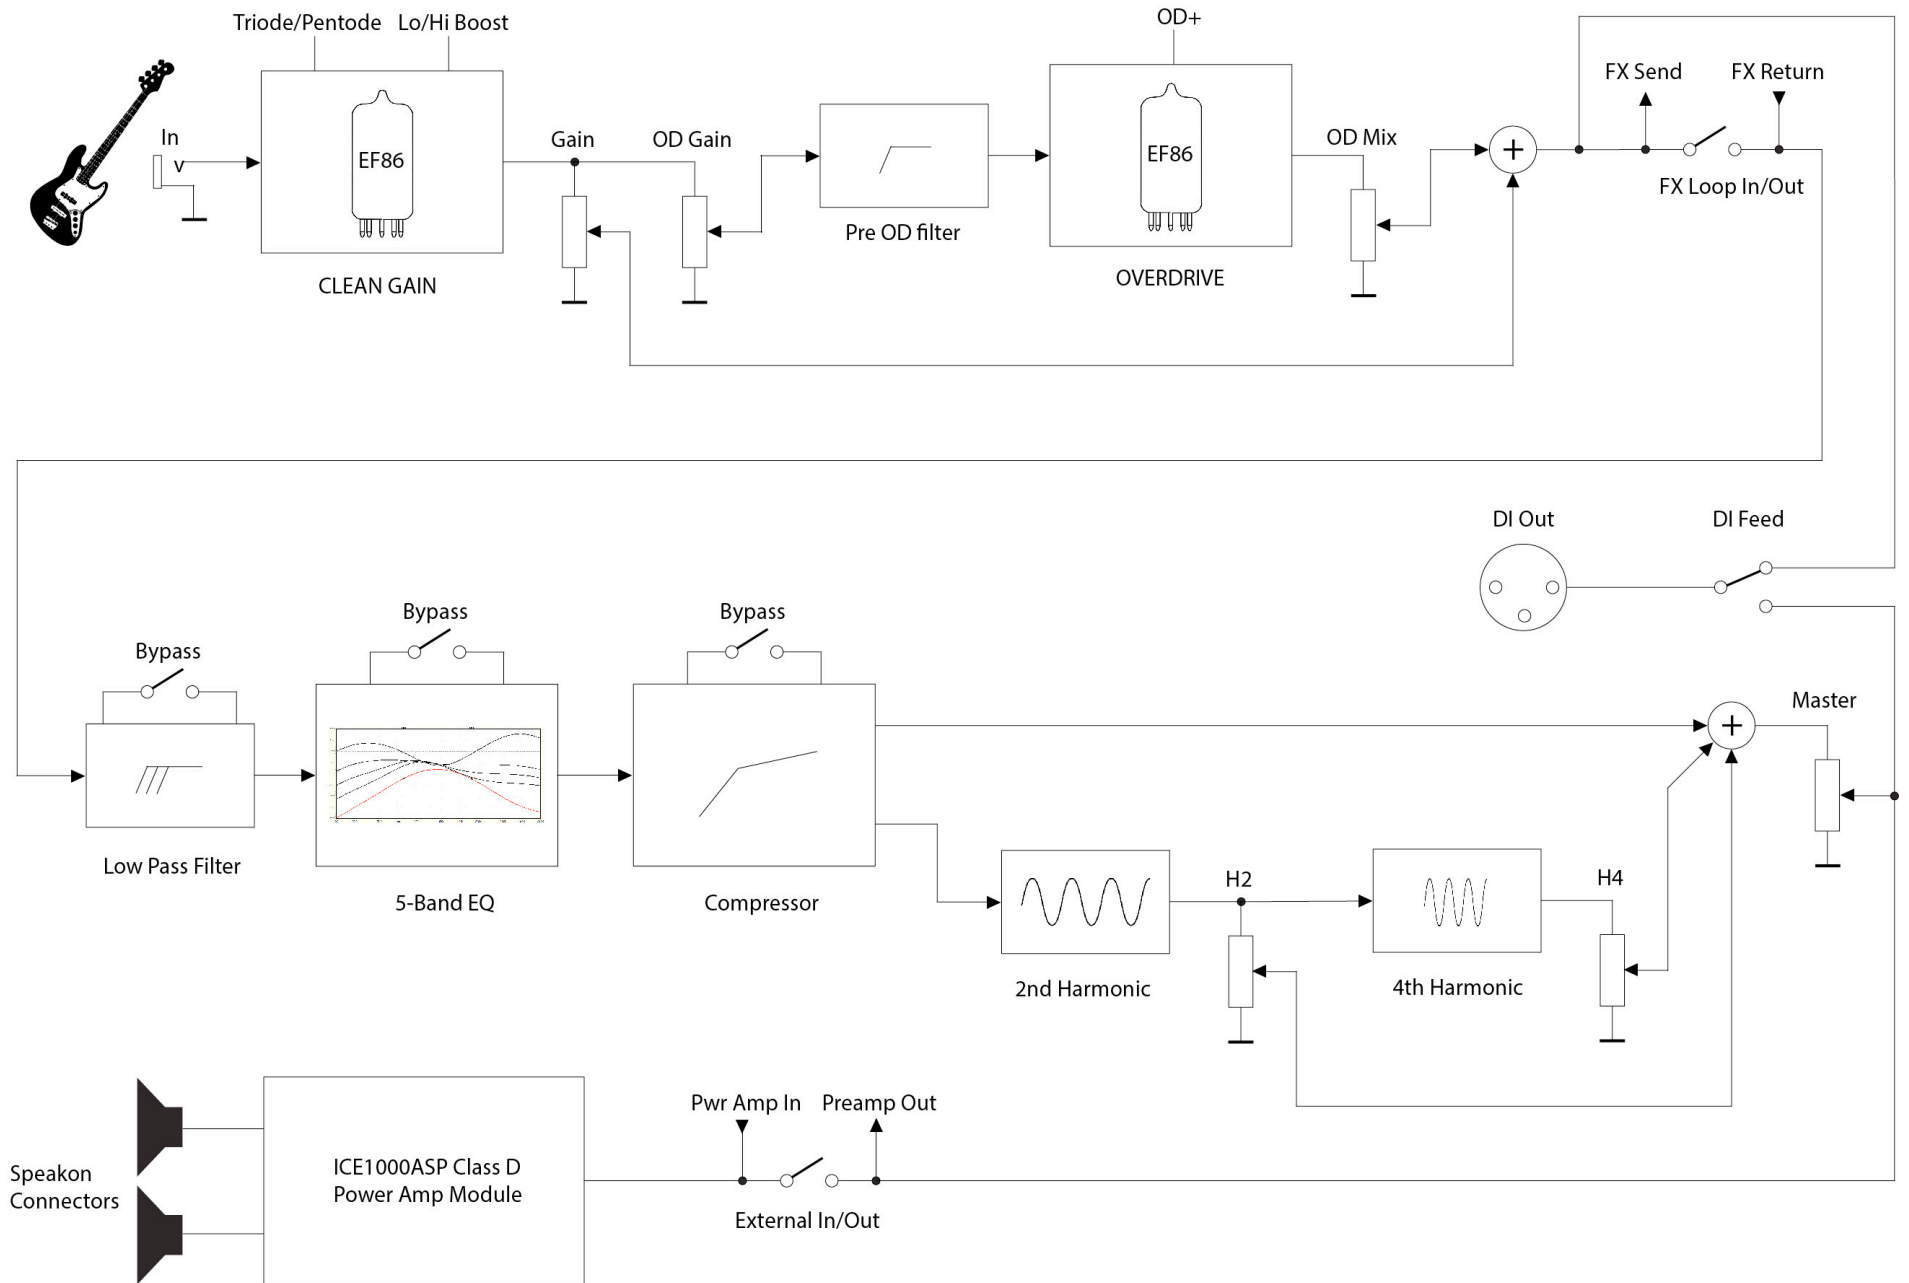 Triode/Pentode
Lo/Hi Boost
OD+
FX Send
FX Return
In
v
EF86
Gain
OD Gain
EF86
OD Mix
+
FX Loop In/Out
Pre OD filter
CLEAN GAIN
OVERDRIVE
DI Out
DI Feed
Bypass
Bypass
Bypass
+
Master
Low Pass Filter
5-Band EQ
Compressor
H2
H4
2nd Harmonic
4th Harmonic
Pwr Amp In
Preamp Out
Speakon
Connectors
ICE1000ASP Class D
Power Amp Module
External In/Out